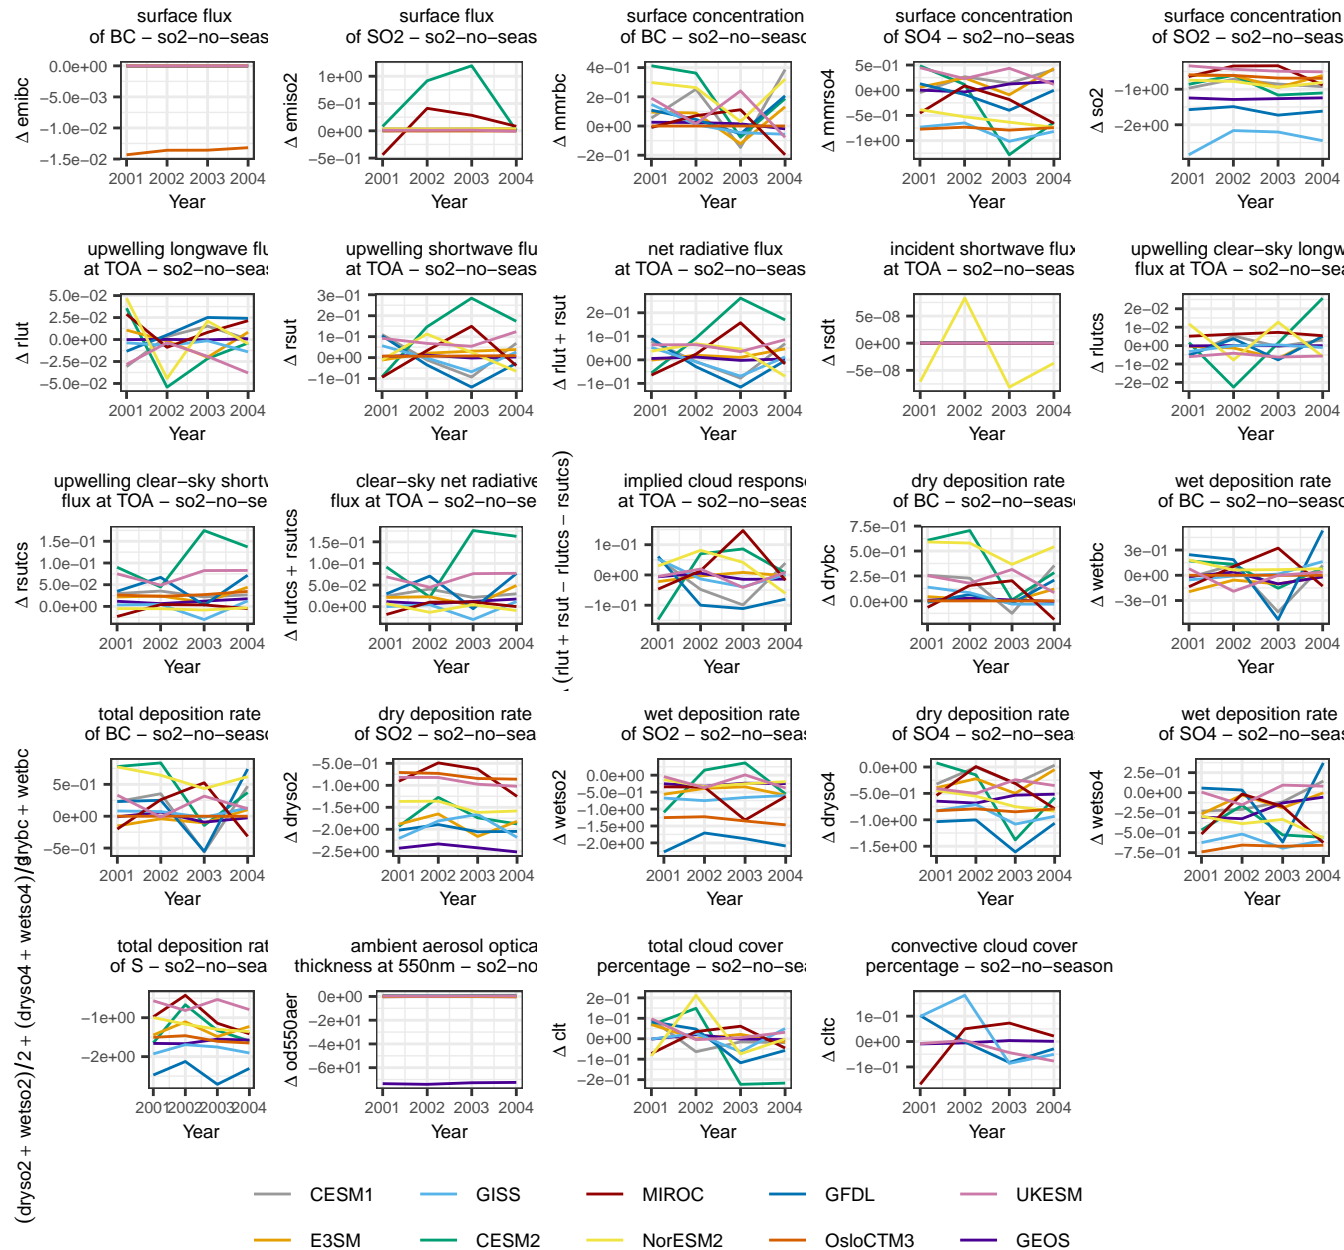 surface flux
of BC − so2−no−seas
Δ emibc
0.0e+00
−5.0e−03
−1.0e−02
−1.5e−02
2001 2002 2003 2004
Year
surface flux
of SO2 − so2−no−seas
Δ emiso2
1e+00
5e−01
0e+00
−5e−01
2001 2002 2003 2004
Year
surface concentration
of BC − so2−no−seaso
Δ mmrbc
4e−01
2e−01
0e+00
−2e−01
2001 2002 2003 2004
Year
surface concentration
of SO4 − so2−no−seas
Δ mmrso4
5e−01
0e+00
−5e−01
−1e+00
2001 2002 2003 2004
Year
surface concentration
of SO2 − so2−no−seas
Δ so2
−1e+00
−2e+00
2001 2002 2003 2004
Year
upwelling longwave flu
at TOA − so2−no−seas
Δ rlut
5.0e−02
2.5e−02
0.0e+00
−2.5e−02
−5.0e−02
2001 2002 2003 2004
Year
upwelling shortwave flu
at TOA − so2−no−seas
Δ rsut
3e−01
2e−01
1e−01
0e+00
−1e−01
2001 2002 2003 2004
Year
net radiative flux
at TOA − so2−no−seas
Δ rlut + rsut
2e−01
1e−01
0e+00
−1e−01
2001 2002 2003 2004
Year
incident shortwave flux
at TOA − so2−no−seas
Δ rsdt
5e−08
0e+00
−5e−08
2001 2002 2003 2004
Year
upwelling clear−sky longw
flux at TOA − so2−no−seas
Δ rlutcs
2e−02
1e−02
0e+00
−1e−02
−2e−02
2001 2002 2003 2004
Year
upwelling clear−sky shortw
flux at TOA − so2−no−se
Δ rsutcs
1.5e−01
1.0e−01
5.0e−02
0.0e+00
2001 2002 2003 2004
Year
clear−sky net radiative
flux at TOA − so2−no−se
Δ rlutcs + rsutcs
1.5e−01
1.0e−01
5.0e−02
0.0e+00
2001 2002 2003 2004
Year
implied cloud response
at TOA − so2−no−seas
(rlut + rsut − rlutcs − rsutcs)
1e−01
0e+00
−1e−01
2001 2002 2003 2004
Year
dry deposition rate
of BC − so2−no−seaso
Δ drybc
7.5e−01
5.0e−01
2.5e−01
0.0e+00
2001 2002 2003 2004
Year
wet deposition rate
of BC − so2−no−seaso
Δ wetbc
3e−01
0e+00
−3e−01
2001 2002 2003 2004
Year
total deposition rate
of BC − so2−no−seaso
drybc + wetbc
5e−01
0e+00
−5e−01
2001 2002 2003 2004
Year
dry deposition rate
of SO2 − so2−no−seas
Δ dryso2
−5.0e−01
−1.0e+00
−1.5e+00
−2.0e+00
−2.5e+00
2001 2002 2003 2004
Year
wet deposition rate
of SO2 − so2−no−seas
Δ wetso2
0.0e+00
−5.0e−01
−1.0e+00
−1.5e+00
−2.0e+00
2001 2002 2003 2004
Year
dry deposition rate
of SO4 − so2−no−seas
Δ dryso4
0.0e+00
−5.0e−01
−1.0e+00
−1.5e+00
2001 2002 2003 2004
Year
wet deposition rate
of SO4 − so2−no−seas
Δ wetso4
2.5e−01
0.0e+00
−2.5e−01
−5.0e−01
−7.5e−01
2001 2002 2003 2004
Year
total deposition rat
of S − so2−no−sea
(dryso2 + wetso2)/2 + (dryso4 + wetso4)/3
−1e+00
−2e+00
2001 2002 2003 2004
Year
ambient aerosol optica
thickness at 550nm − so2−no
Δ od550aer
0e+00
−2e+01
−4e+01
−6e+01
2001 2002 2003 2004
Year
total cloud cover
percentage − so2−no−sea
Δ clt
2e−01
1e−01
0e+00
−1e−01
−2e−01
2001 2002 2003 2004
Year
convective cloud cover
percentage − so2−no−season
Δ cltc
1e−01
0e+00
−1e−01
2001 2002 2003 2004
Year
CESM1 GISS MIROC GFDL UKESM
E3SM CESM2 NorESM2 OsloCTM3 GEOS